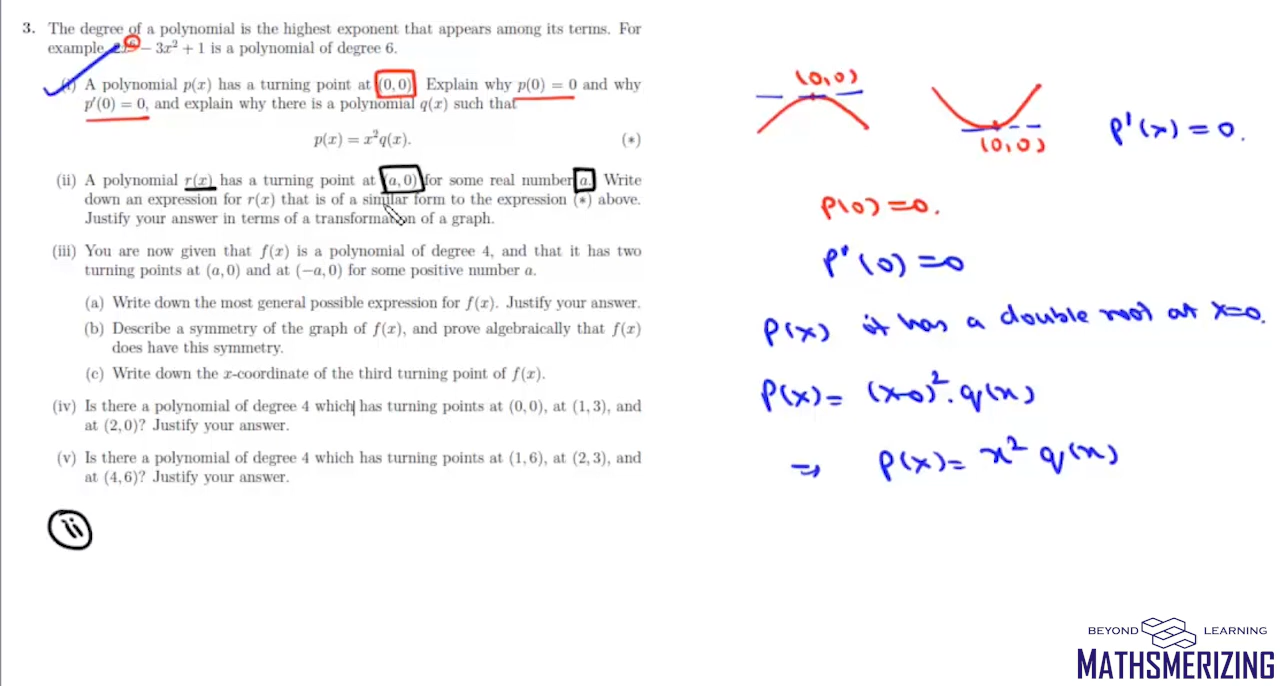 3. The degree of a polynomial is the highest exponent that appears among its terms. For
example − 3x² + 1 is a polynomial of degree 6.
(i) A polynomial p(x) has a turning point at (0, 0). Explain why p(0) = 0 and why
p′(0) = 0, and explain why there is a polynomial q(x) such that
p(x) = x²q(x). (∗)
(ii) A polynomial r(x) has a turning point at (a, 0) for some real number a. Write
down an expression for r(x) that is of a similar form to the expression (∗) above.
Justify your answer in terms of a transformation of a graph.
(iii) You are now given that f(x) is a polynomial of degree 4, and that it has two
turning points at (a, 0) and at (−a, 0) for some positive number a.
(a) Write down the most general possible expression for f(x). Justify your answer.
(b) Describe a symmetry of the graph of f(x), and prove algebraically that f(x)
does have this symmetry.
(c) Write down the x-coordinate of the third turning point of f(x).
(iv) Is there a polynomial of degree 4 which has turning points at (0, 0), at (1, 3), and
at (2, 0)? Justify your answer.
(v) Is there a polynomial of degree 4 which has turning points at (1, 6), at (2, 3), and
at (4, 6)? Justify your answer.
ii
(0,0)
(0,0)
P'(x) = 0.
P(0) = 0.
P'(0) = 0
P(x) it has a double root at x=0.
P(x) = (x-0)². q(x)
⇒ P(x) = x² q(x)
BEYOND LEARNING
MATHSMERIZING